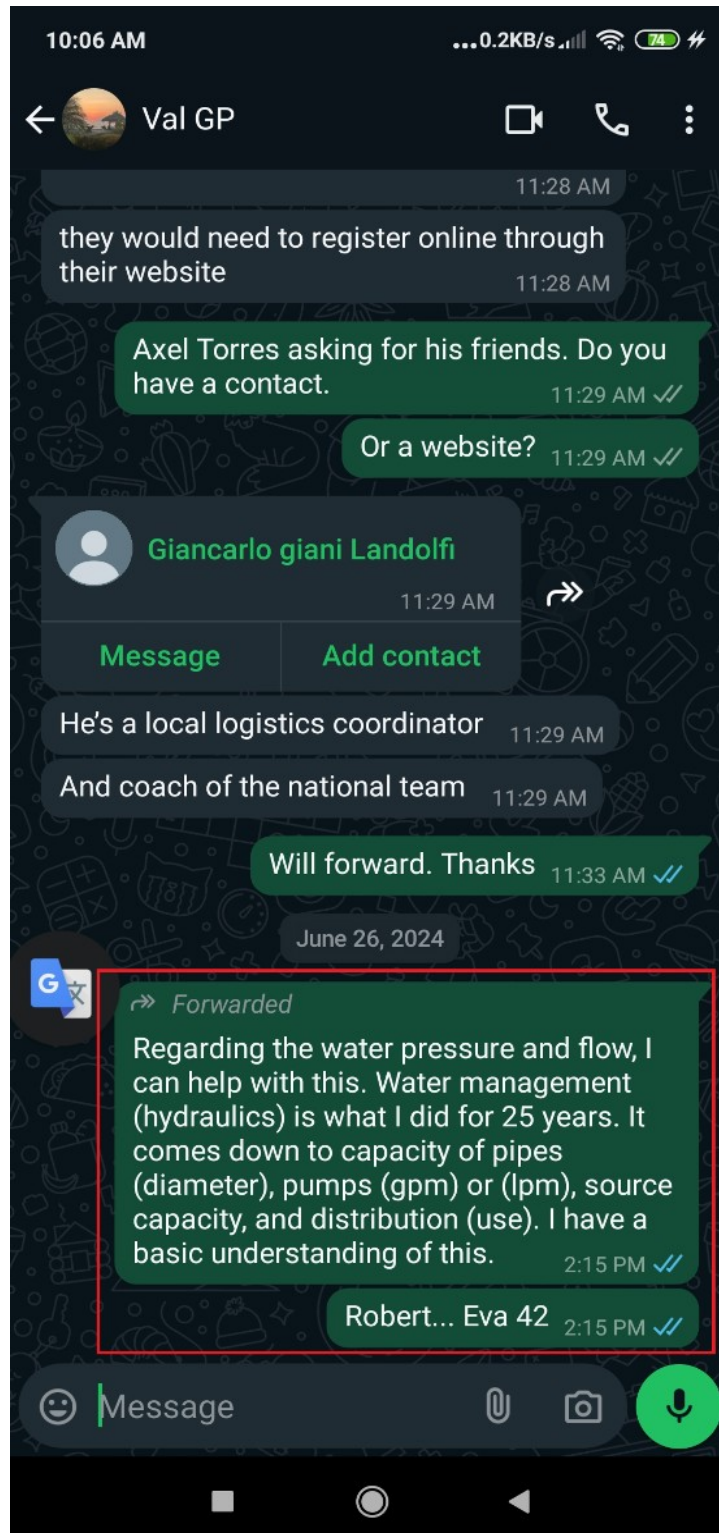 10:06 AM
...0.2KB/s
74
Val GP
11:28 AM
they would need to register online through
their website
11:28 AM
Axel Torres asking for his friends. Do you
have a contact.
11:29 AM
Or a website?
11:29 AM
Giancarlo giani Landolfi
11:29 AM
Message
Add contact
He's a local logistics coordinator
11:29 AM
And coach of the national team
11:29 AM
Will forward. Thanks
11:33 AM
June 26, 2024
G 文
Forwarded
Regarding the water pressure and flow, I
can help with this. Water management
(hydraulics) is what I did for 25 years. It
comes down to capacity of pipes
(diameter), pumps (gpm) or (lpm), source
capacity, and distribution (use). I have a
basic understanding of this.
2:15 PM
Robert... Eva 42
2:15 PM
Message